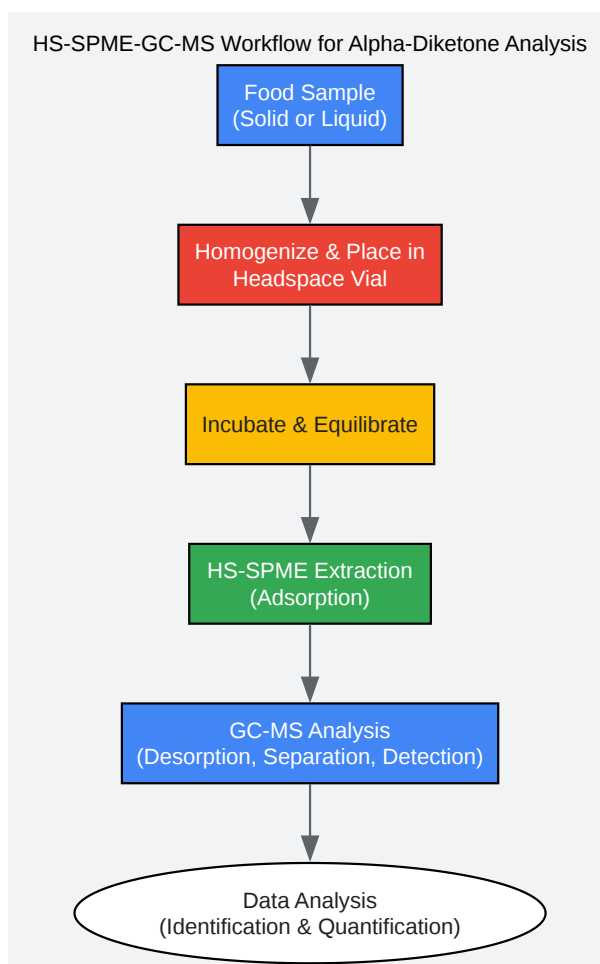 HS-SPME-GC-MS Workflow for Alpha-Diketone Analysis
Food Sample
(Solid or Liquid)
Homogenize & Place in
Headspace Vial
Incubate & Equilibrate
HS-SPME Extraction
(Adsorption)
GC-MS Analysis
(Desorption, Separation, Detection)
Data Analysis
(Identification & Quantification)